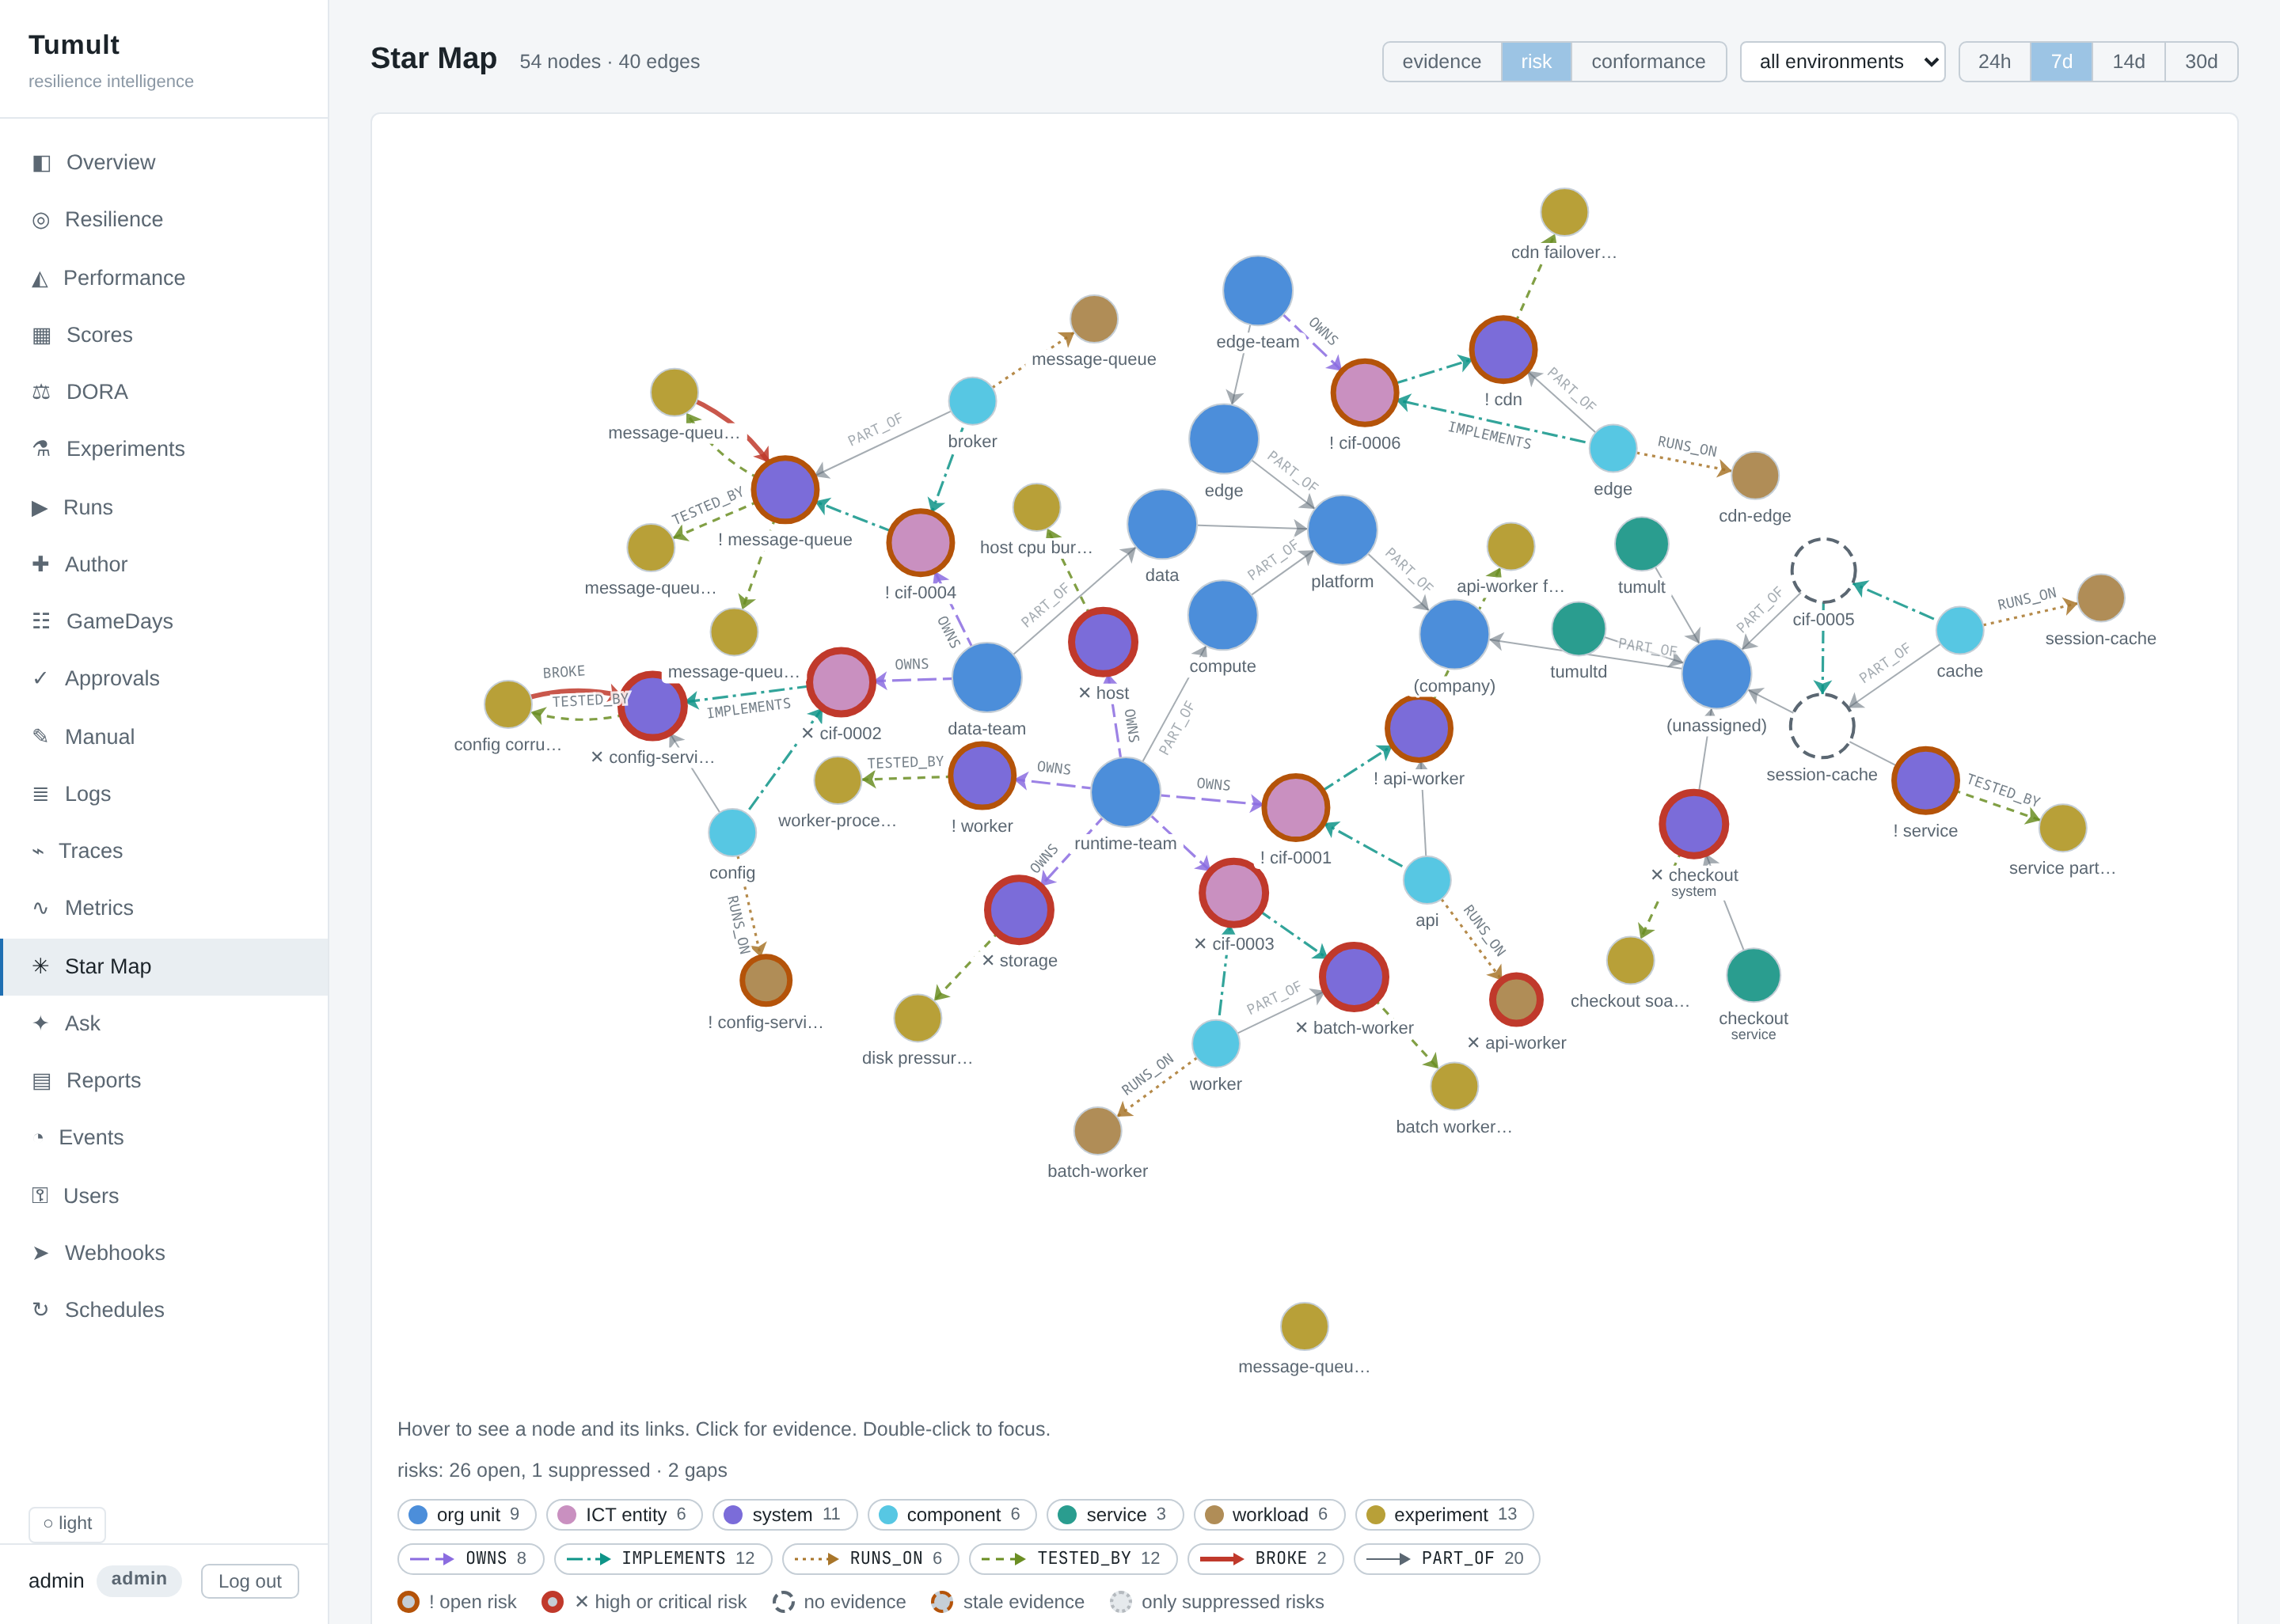 Tumult
resilience intelligence
Overview
Resilience
Performance
Scores
DORA
Experiments
Runs
Author
GameDays
Approvals
Manual
Logs
Traces
Metrics
Star Map
Ask
Reports
Events
Users
Webhooks
Schedules
○ light
admin admin Log out
Star Map 54 nodes · 40 edges
evidence risk conformance all environments 24h 7d 14d 30d
cdn failover…
edge-team
OWNS
message-queue
! cdn
PART_OF
message-queu…
PART_OF
broker
! cif-0006
IMPLEMENTS
RUNS_ON
edge
PART_OF
edge
cdn-edge
TESTED_BY
! message-queue
host cpu bur…
data
PART_OF
platform
PART_OF
api-worker f…
tumult
message-queu…
! cif-0004
PART_OF
OWNS
PART_OF
cif-0005
RUNS_ON
session-cache
message-queu…
BROKE
TESTED_BY
OWNS
compute
tumultd
PART_OF
PART_OF
cache
IMPLEMENTS
✕ host
(company)
config corru…
✕ config-servi…
✕ cif-0002
data-team
OWNS
PART_OF
(unassigned)
TESTED_BY
OWNS
OWNS
! api-worker
session-cache
TESTED_BY
worker-proce…
! worker
runtime-team
! cif-0001
! service
service part…
config
OWNS
✕ checkout
system
RUNS_ON
✕ storage
✕ cif-0003
api
RUNS_ON
! config-servi…
PART_OF
✕ batch-worker
✕ api-worker
checkout soa…
checkout
service
disk pressur…
RUNS_ON
worker
batch worker…
batch-worker
message-queu…
Hover to see a node and its links. Click for evidence. Double-click to focus.
risks: 26 open, 1 suppressed · 2 gaps
org unit 9 ICT entity 6 system 11 component 6 service 3 workload 6 experiment 13
OWNS 8 IMPLEMENTS 12 RUNS_ON 6 TESTED_BY 12 BROKE 2 PART_OF 20
! open risk ✕ high or critical risk no evidence stale evidence only suppressed risks